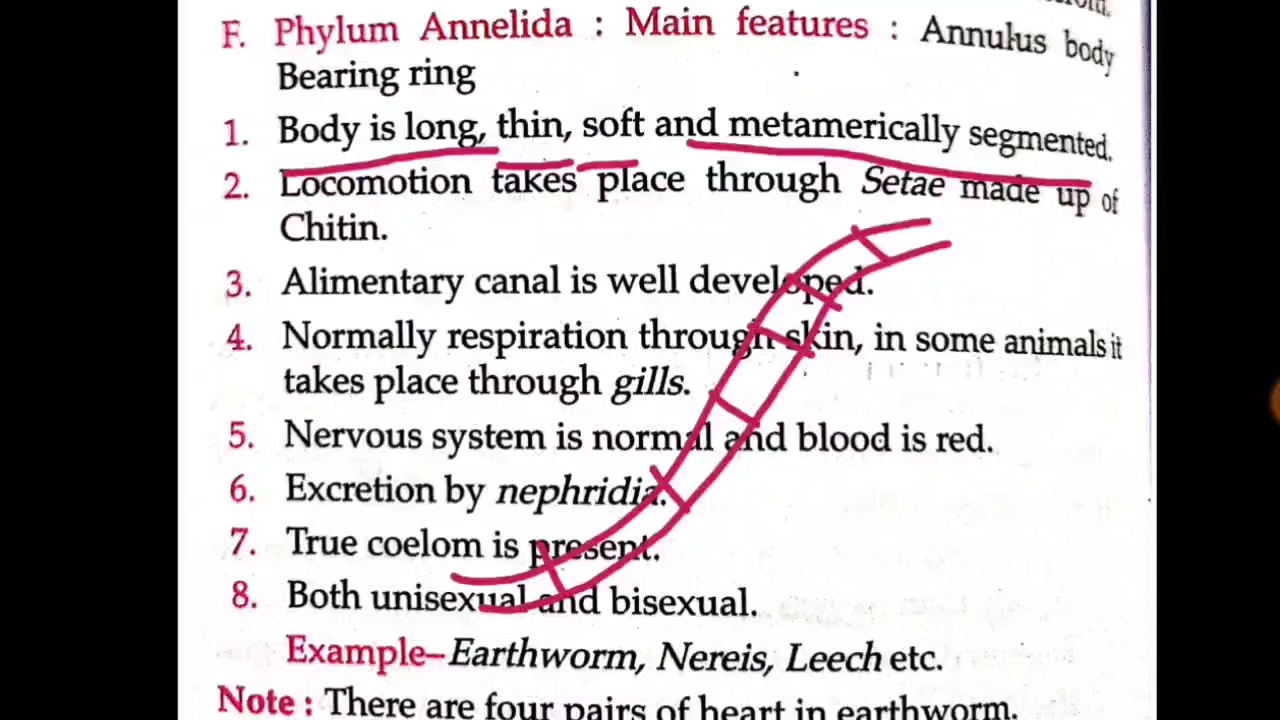 F. Phylum Annelida : Main features : Annulus body
Bearing ring
1. Body is long, thin, soft and metamerically segmented.
2. Locomotion takes place through Setae made up of
Chitin.
3. Alimentary canal is well developed.
4. Normally respiration through skin, in some animals it
takes place through gills.
5. Nervous system is normal and blood is red.
6. Excretion by nephridia.
7. True coelom is present.
8. Both unisexual and bisexual.
Example–Earthworm, Nereis, Leech etc.
Note : There are four pairs of heart in earthworm.